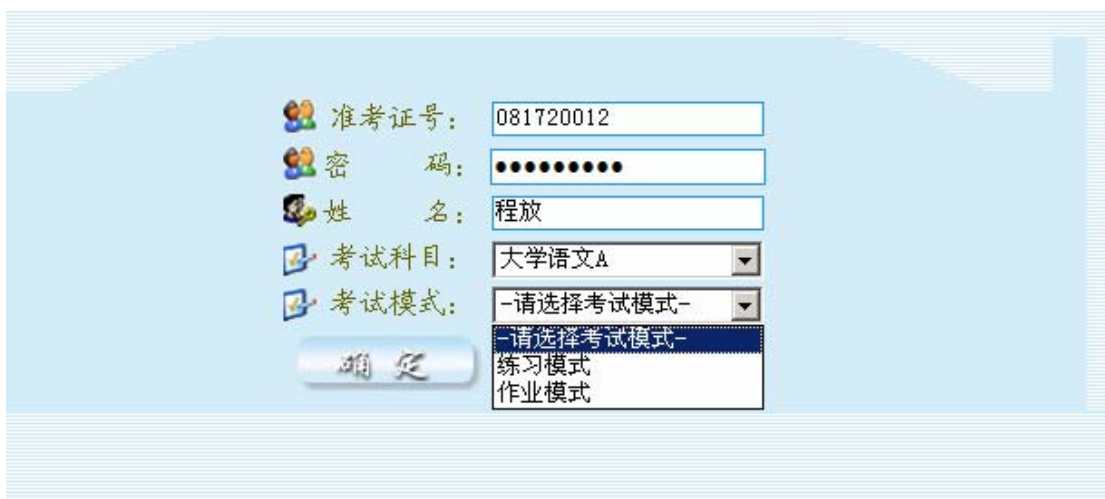 准考证号： 081720012
密 码： •••••••••
姓 名： 程放
考试科目： 大学语文A
考试模式： -请选择考试模式-
-请选择考试模式-
练习模式
作业模式
确定